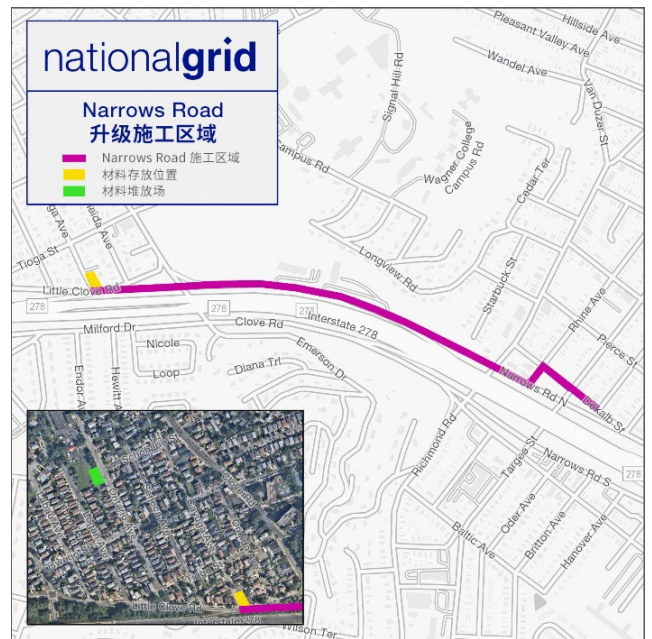 nationalgrid
Narrows Road
升级施工区域
Narrows Road 施工区域
材料存放位置
材料堆放场
Hillside Ave
Pleasant Valley Ave
Wandel Ave
Van Duzer St
Signal Hill Rd
Campus Rd
Wagner College
Campus Rd
Cedar Ter
Longview Rd
Starbuck St
Rhine Ave
Pierce St
Tioga St
Little Clove Rd
278
278
Interstate 278
Milford Dr
Clove Rd
Nicole
Loop
Emerson Dr
Diana Trl
Endor A
Hewitt A
Narrows Rd N
Dekalb St
Richmond Rd
Targee St
Narrows Rd S
278
Oder Ave
Britton Ave
Hanover Ave
Baltic Ave
Little Clove Rd
Interstate 278
Wilson Ter